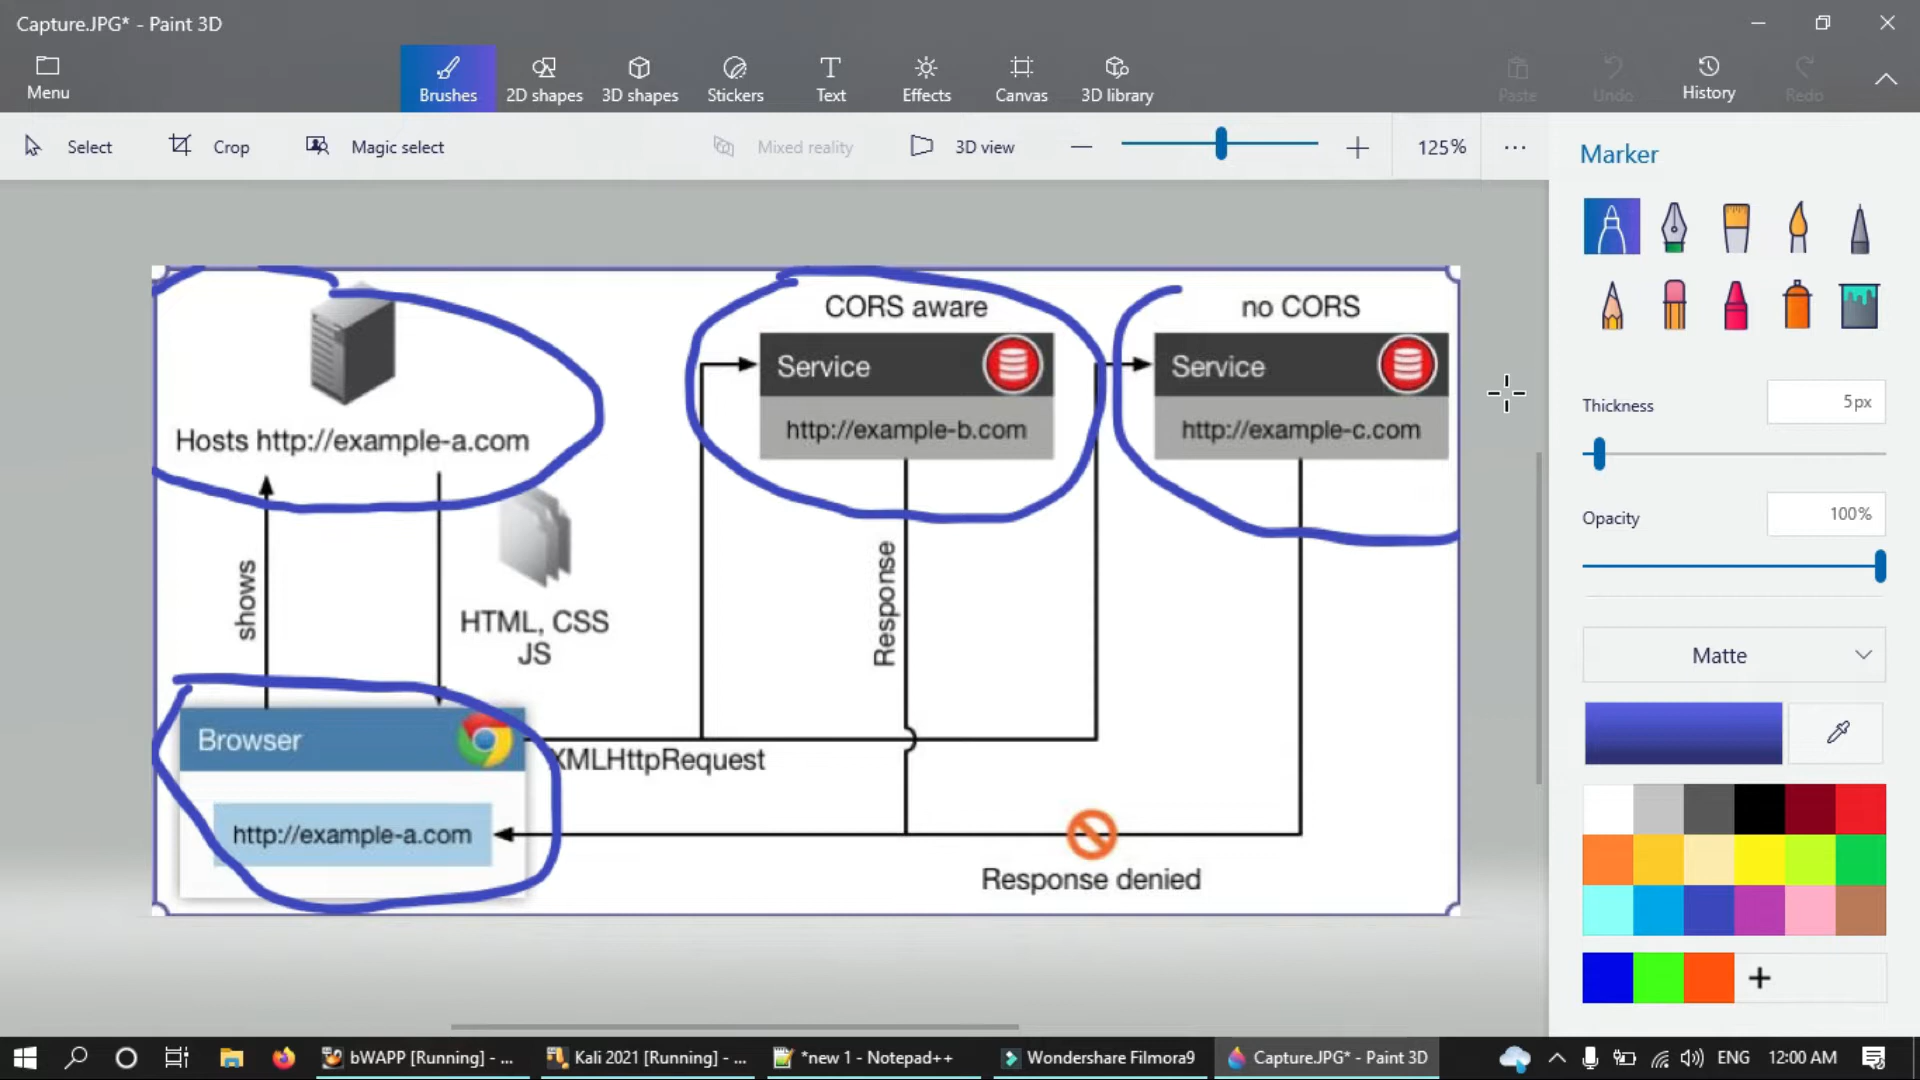 Capture.JPG* - Paint 3D
Menu
Brushes
2D shapes
3D shapes
Stickers
Text
Effects
Canvas
3D library
Paste
Undo
History
Redo
Select
Crop
Magic select
Mixed reality
3D view
125%
Marker
Thickness
5px
Opacity
100%
Matte
Hosts http://example-a.com
CORS aware
Service
http://example-b.com
no CORS
Service
http://example-c.com
shows
HTML, CSS
JS
Response
Browser
XMLHttpRequest
http://example-a.com
Response denied
bWAPP [Running] - ...
Kali 2021 [Running] - ...
*new 1 - Notepad++
Wondershare Filmora9
Capture.JPG* - Paint 3D
ENG
12:00 AM